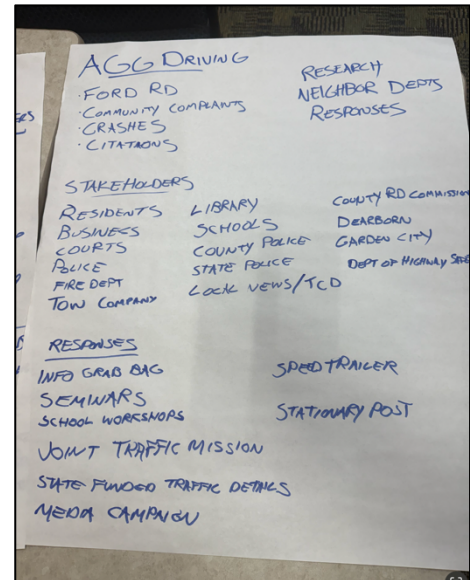 AGG DRIVING
· FORD RD
· COMMUNITY COMPLAINTS
· CRASHES
· CITATAONS
RESEARCH
NEIGHBOR DEPTS
RESPONSES
STAKEHOLDERS
RESIDENTS
BUSINESS
COURTS
POLICE
FIRE DEPT
TOW COMPANY
LIBRARY
SCHOOLS
COUNTY POLICE
STATE POLICE
LOCAL NEWS/TCD
COUNTY RD COMMISSION
DEARBORN
GARDEN CITY
DEPT OF HIGHWAY SAFE
RESPONSES
INFO GRAB BAG
SEMINARS
SCHOOL WORKSHOPS
JOINT TRAFFIC MISSION
STATE FUNDED TRAFFIC DETAILS
MEDIA CAMPAIGN
SPEED TRAILER
STATIONARY POST